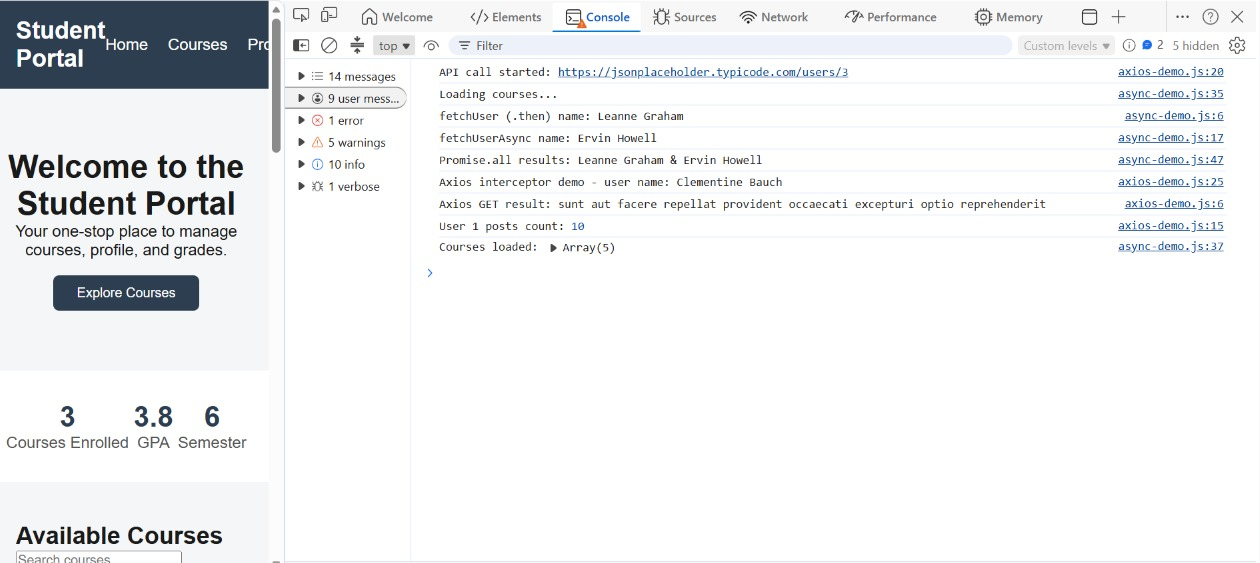 Student
Portal
Home Courses Pro
Welcome to the
Student Portal
Your one-stop place to manage
courses, profile, and grades.
Explore Courses
3 3.8 6
Courses Enrolled GPA Semester
Available Courses
Search courses
Welcome </> Elements Console Sources Network Performance Memory
top Filter Custom levels 2 5 hidden
14 messages
9 user mess...
1 error
5 warnings
10 info
1 verbose
API call started: https://jsonplaceholder.typicode.com/users/3 axios-demo.js:20
Loading courses... async-demo.js:35
fetchUser (.then) name: Leanne Graham async-demo.js:6
fetchUserAsync name: Ervin Howell async-demo.js:17
Promise.all results: Leanne Graham & Ervin Howell async-demo.js:47
Axios interceptor demo - user name: Clementine Bauch axios-demo.js:25
Axios GET result: sunt aut facere repellat provident occaecati excepturi optio reprehenderit axios-demo.js:6
User 1 posts count: 10 axios-demo.js:15
Courses loaded: Array(5) async-demo.js:37